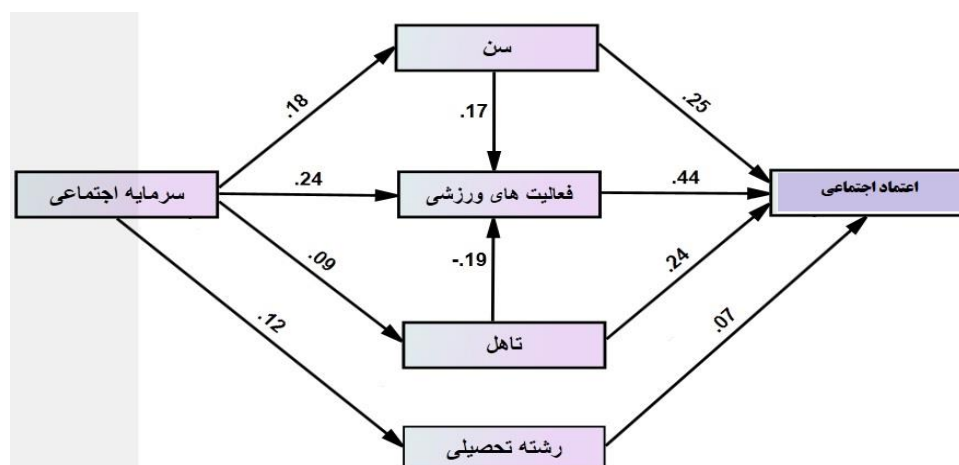 سن
.18
.25
.17
سرمایه اجتماعی
.24
فعالیت های ورزشی
.44
اعتماد اجتماعی
.09
-.19
.24
تاهل
.12
.07
رشته تحصیلی